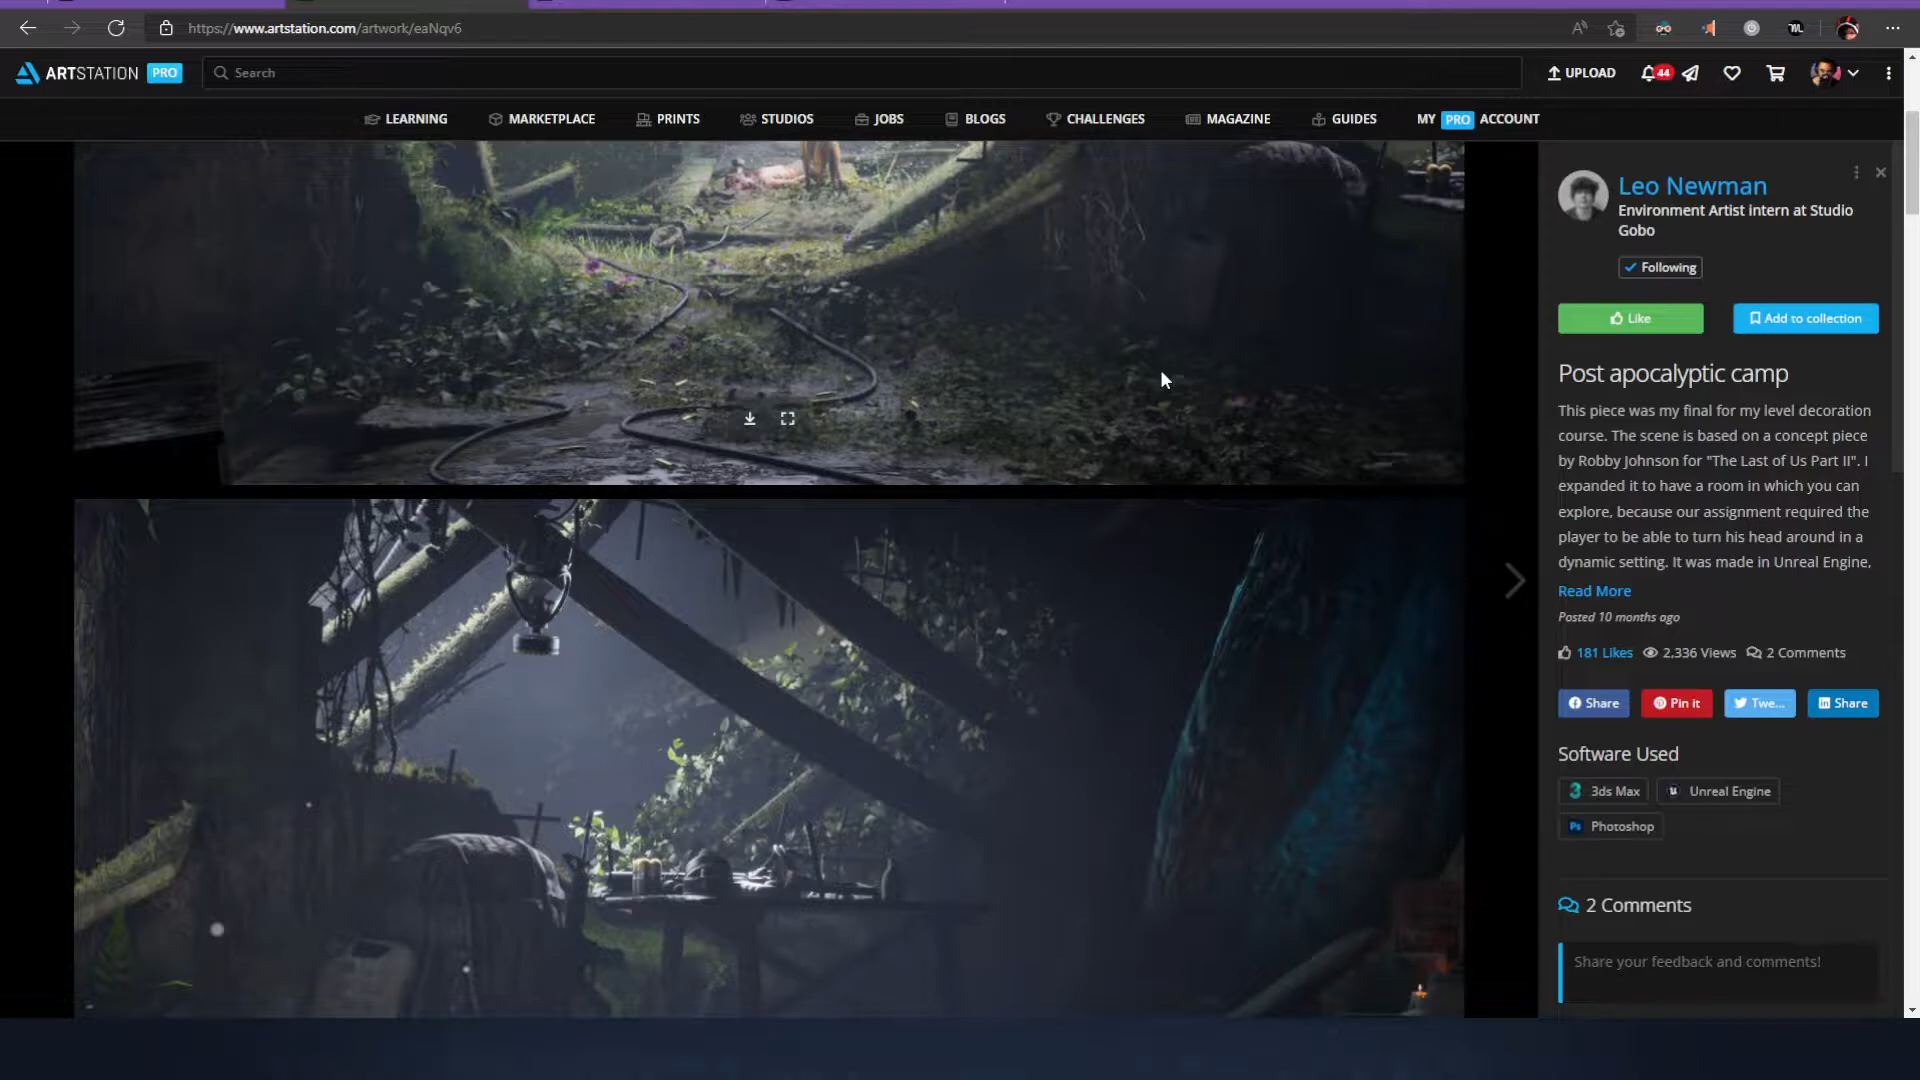 https://www.artstation.com/artwork/eaNqv6
ARTSTATION PRO
Search
UPLOAD
44
LEARNING
MARKETPLACE
PRINTS
STUDIOS
JOBS
BLOGS
CHALLENGES
MAGAZINE
GUIDES
MY PRO ACCOUNT
Leo Newman
Environment Artist intern at Studio
Gobo
Following
Like
Add to collection
Post apocalyptic camp
This piece was my final for my level decoration
course. The scene is based on a concept piece
by Robby Johnson for "The Last of Us Part II". I
expanded it to have a room in which you can
explore, because our assignment required the
player to be able to turn his head around in a
dynamic setting. It was made in Unreal Engine,
Read More
Posted 10 months ago
181 Likes
2,336 Views
2 Comments
Share
Pin it
Twe...
Share
Software Used
3ds Max
Unreal Engine
Ps Photoshop
2 Comments
Share your feedback and comments!